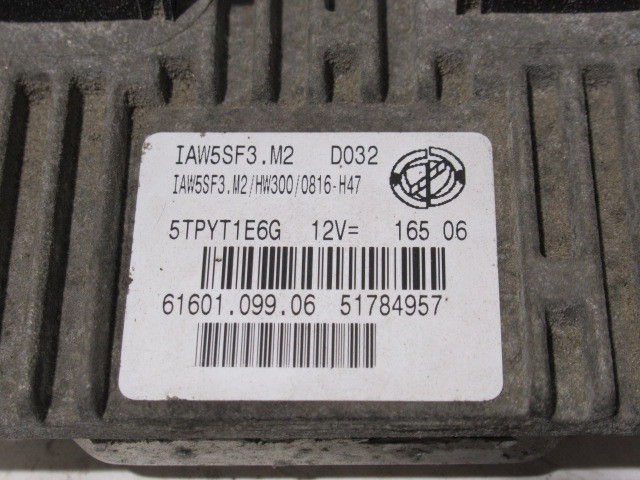 IAW5SF3.M2 D032
IAW5SF3.M2/HW300/0816-H47
5TPYT1E6G 12V= 165 06
61601.099.06 51784957